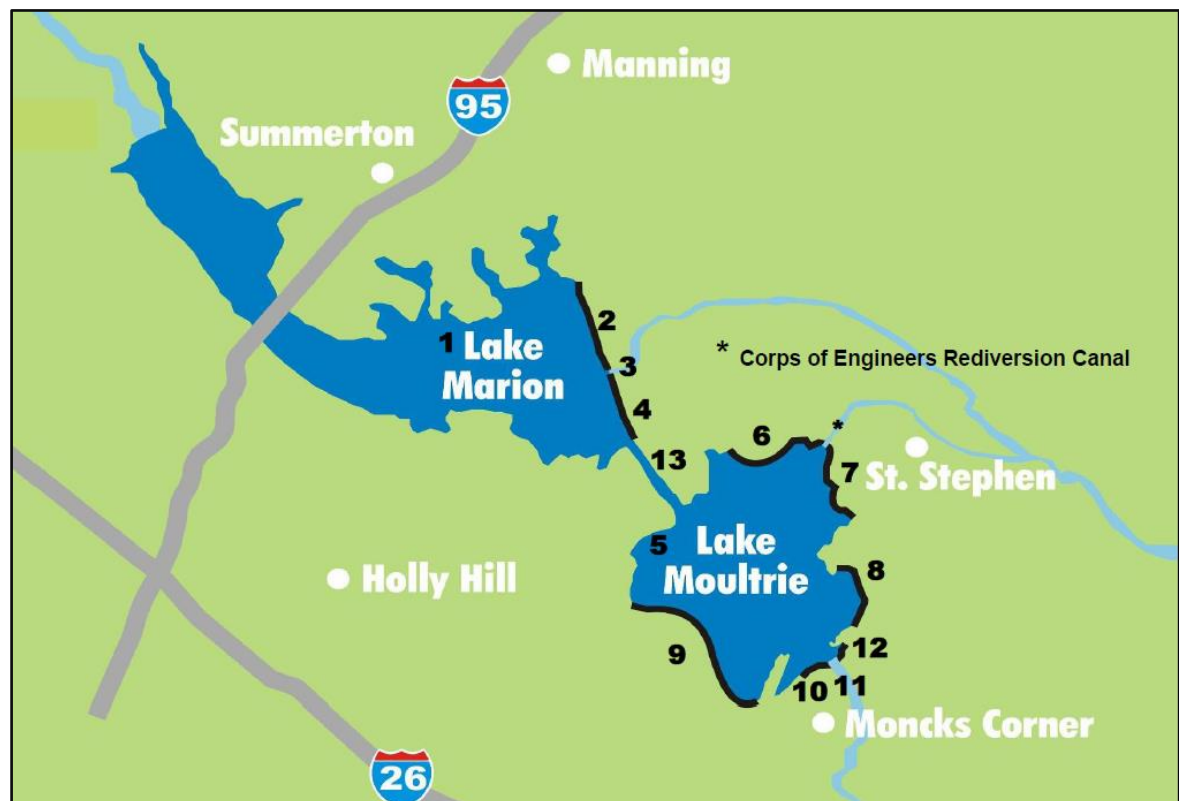 Manning
95
Summerton
2
1
Lake
Marion
3
* Corps of Engineers Rediversion Canal
4
6
*
13
7
St. Stephen
5
Lake
Moultrie
8
Holly Hill
9
12
10
11
Moncks Corner
26